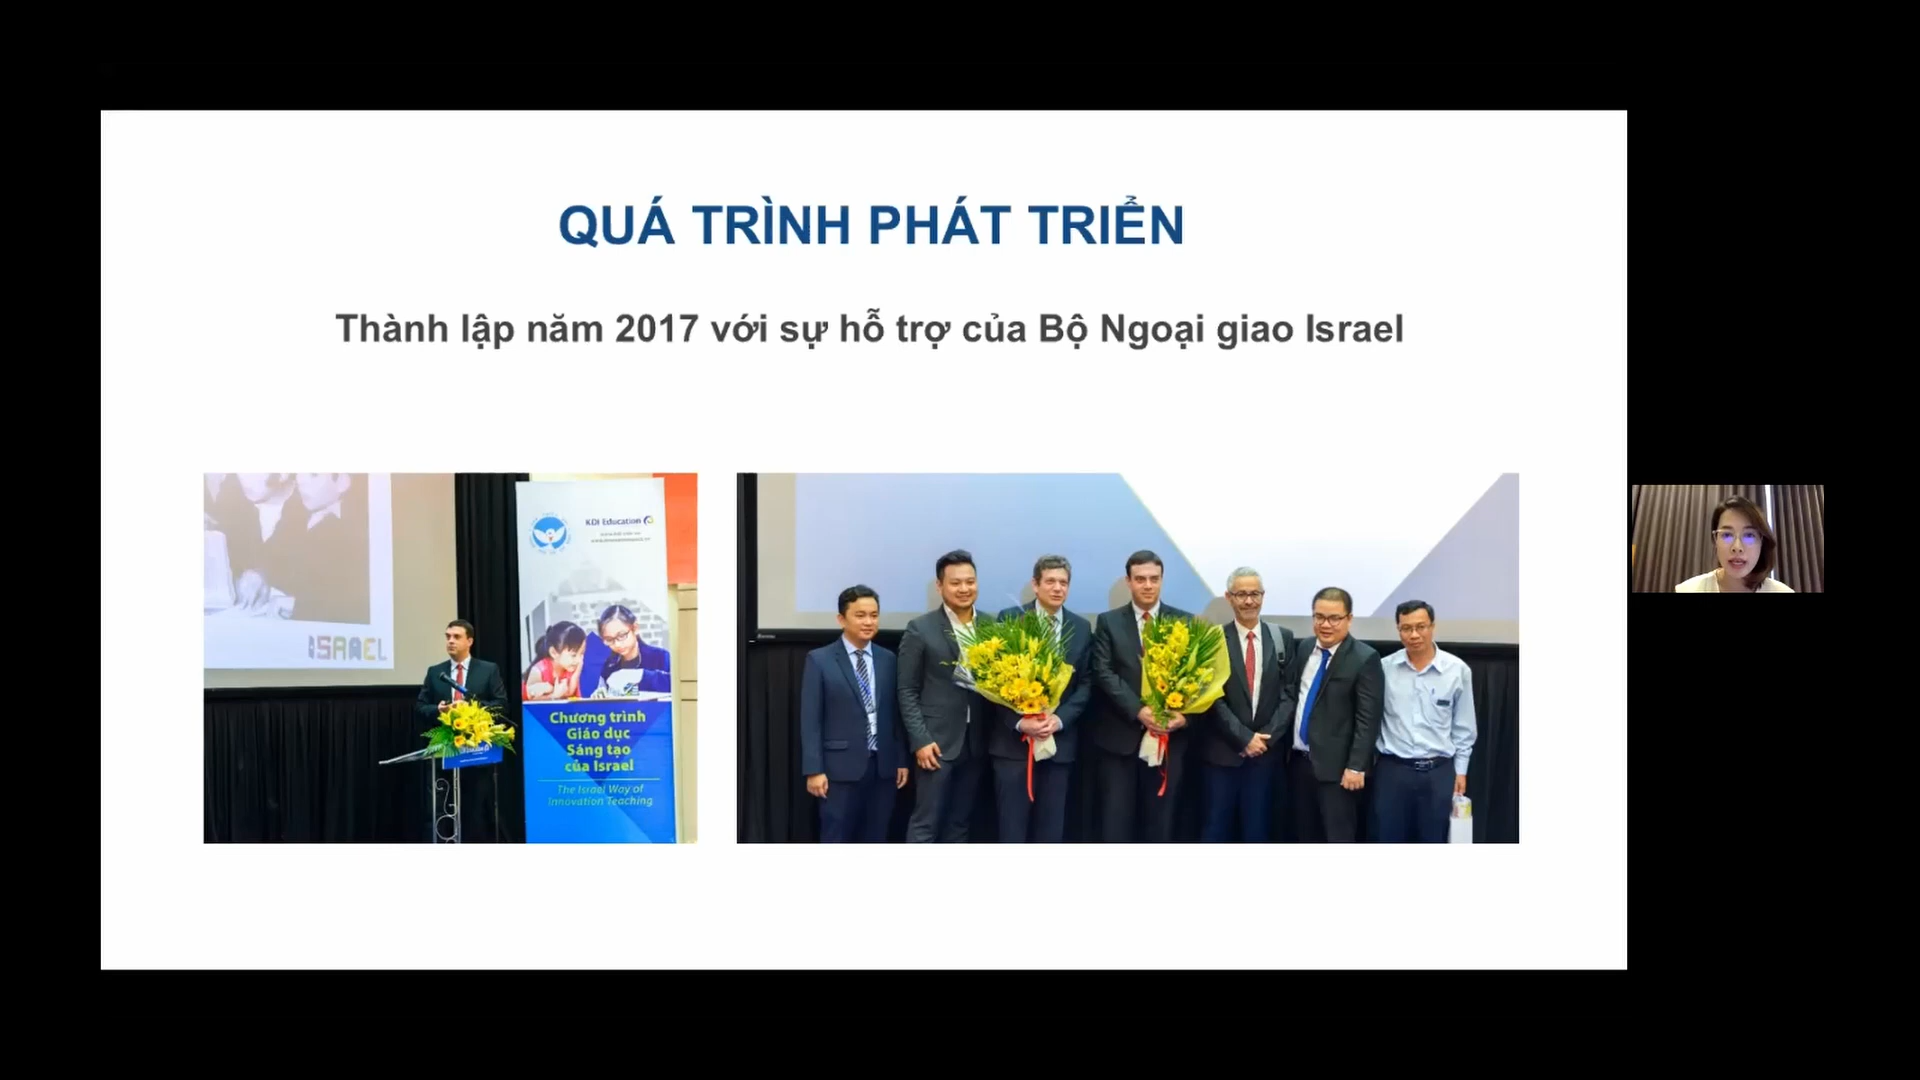 QUÁ TRÌNH PHÁT TRIỂN
Thành lập năm 2017 với sự hỗ trợ của Bộ Ngoại giao Israel
KDI Education
ISRAEL
Chương trình
Giáo dục
Sáng tạo
của Israel
The Israel Way of
Innovation Teaching